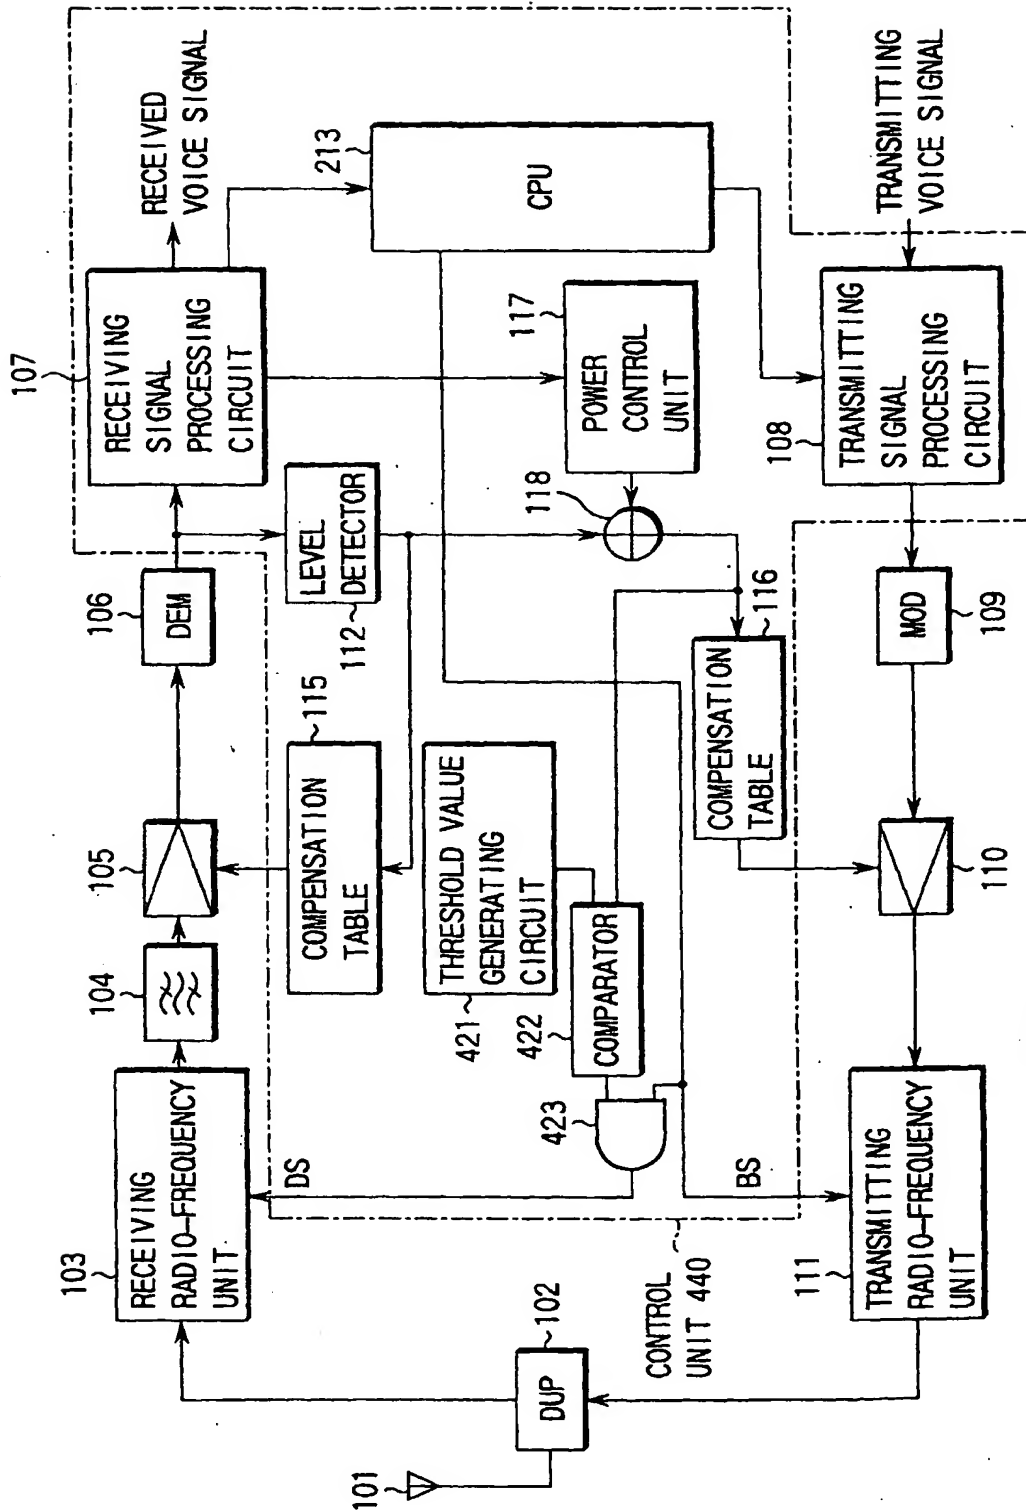 101
102
DUP
103
RECEIVING
RADIO-FREQUENCY
UNIT
104
105
106
DEM
107
RECEIVING
SIGNAL
PROCESSING
CIRCUIT
RECEIVED
VOICE SIGNAL
LEVEL
DETECTOR
112
115
COMPENSATION
TABLE
THRESHOLD VALUE
GENERATING
CIRCUIT
421
422
COMPARATOR
423
DS
BS
213
CPU
117
POWER
CONTROL
UNIT
118
116
COMPENSATION
TABLE
CONTROL
UNIT 440
111
TRANSMITTING
RADIO-FREQUENCY
UNIT
110
MOD
109
108
TRANSMITTING
SIGNAL
PROCESSING
CIRCUIT
TRANSMITTING
VOICE SIGNAL